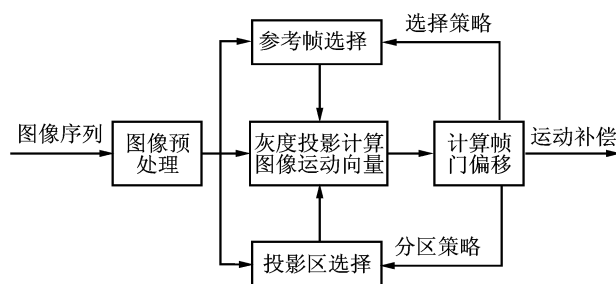 参考帧选择
选择策略
图像序列
图像预
处理
灰度投影计算
图像运动向量
计算帧
门偏移
运动补偿
分区策略
投影区选择